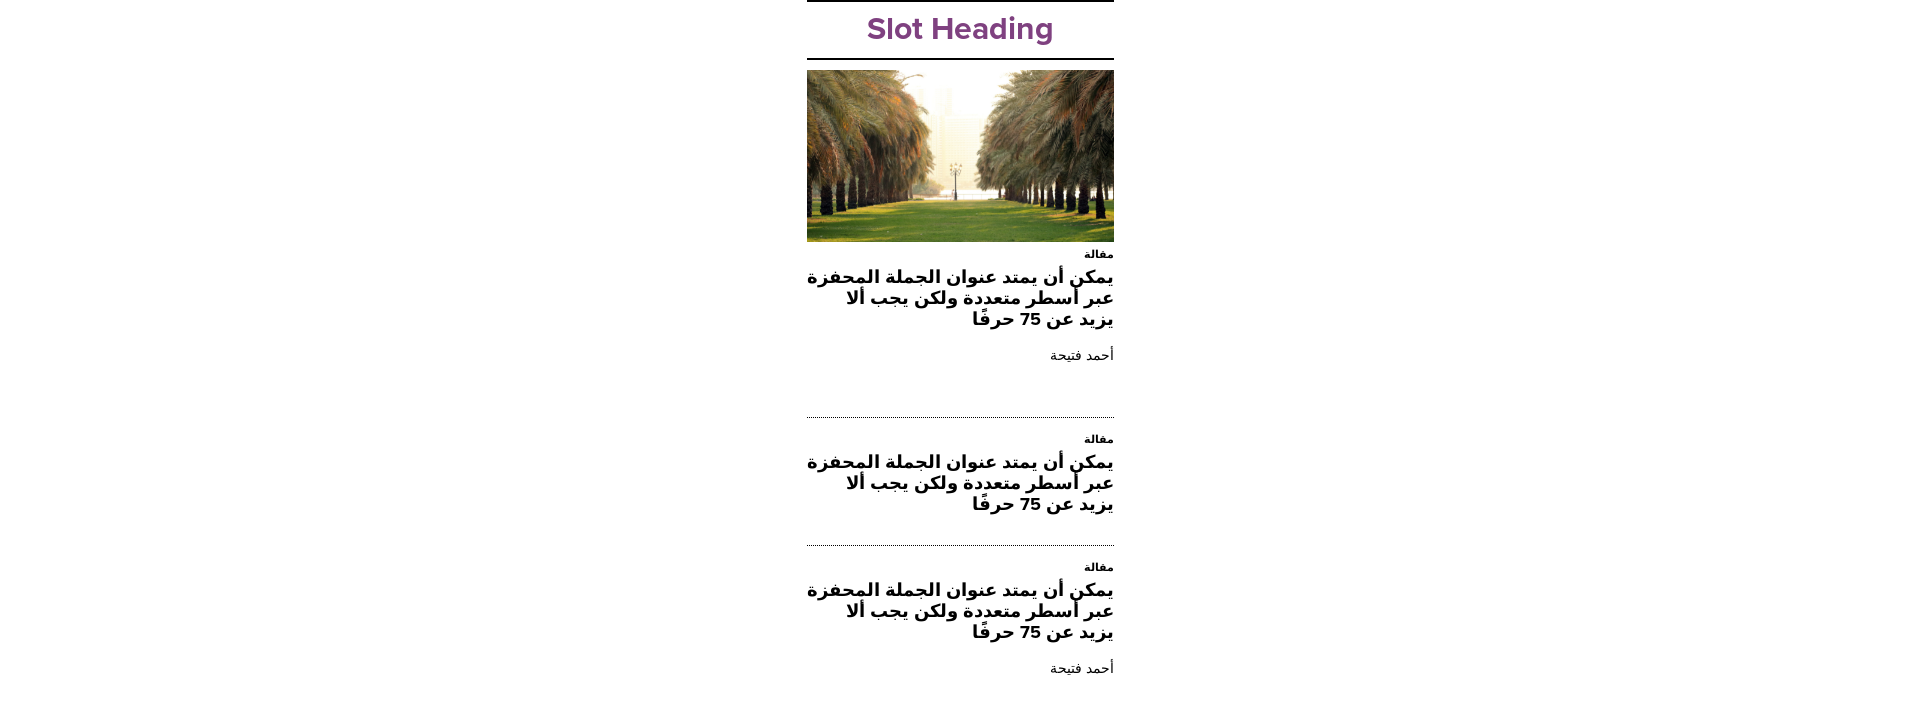 Slot Heading
مقالة
يمكن أن يمتد عنوان الجملة المحفزة
عبر أسطر متعددة ولكن يجب ألا
يزيد عن 75 حرفًا
أحمد فتيحة
مقالة
يمكن أن يمتد عنوان الجملة المحفزة
عبر أسطر متعددة ولكن يجب ألا
يزيد عن 75 حرفًا
مقالة
يمكن أن يمتد عنوان الجملة المحفزة
عبر أسطر متعددة ولكن يجب ألا
يزيد عن 75 حرفًا
أحمد فتيحة